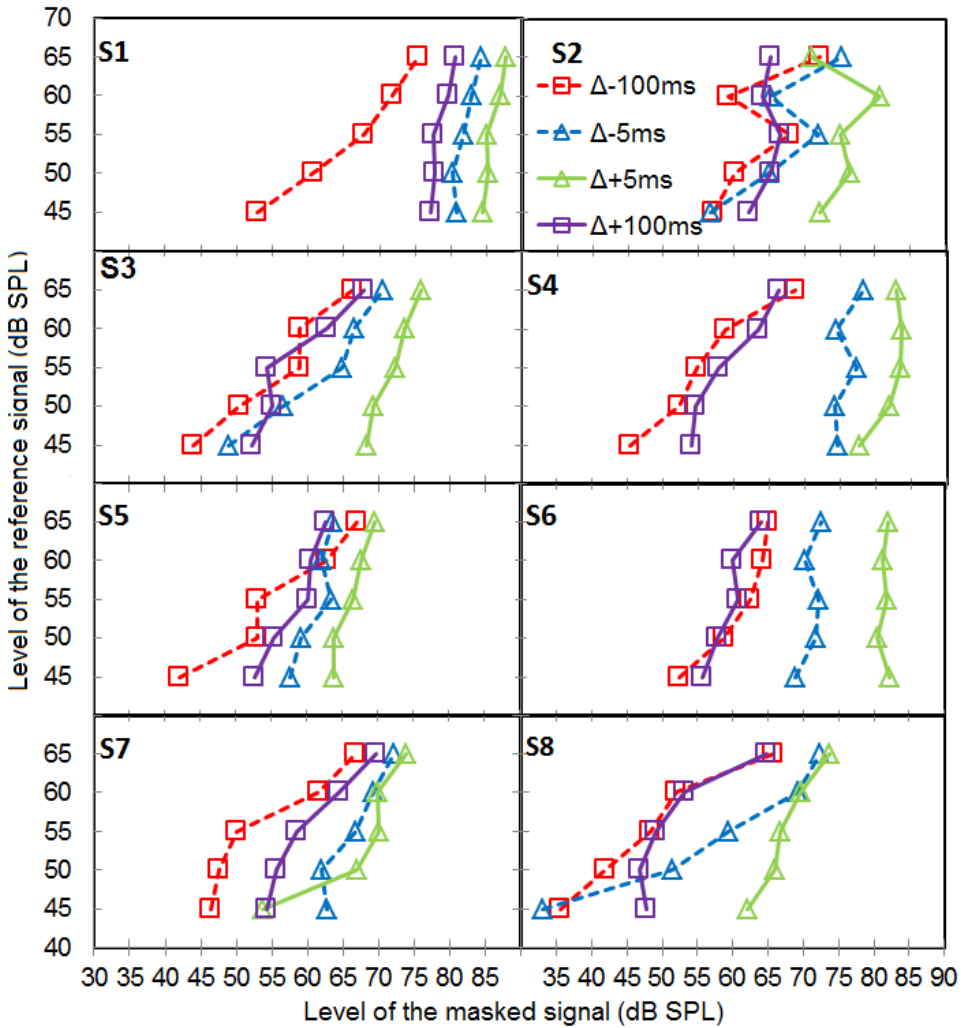 70
65
60
55
50
45
S1
S2
Δ-100ms
Δ-5ms
Δ+5ms
Δ+100ms
65
60
55
50
45
S3
S4
65
60
55
50
45
S5
S6
65
60
55
50
45
40
S7
S8
30 35 40 45 50 55 60 65 70 75 80 85
35 40 45 50 55 60 65 70 75 80 85 90
Level of the masked signal (dB SPL)
Level of the reference signal (dB SPL)